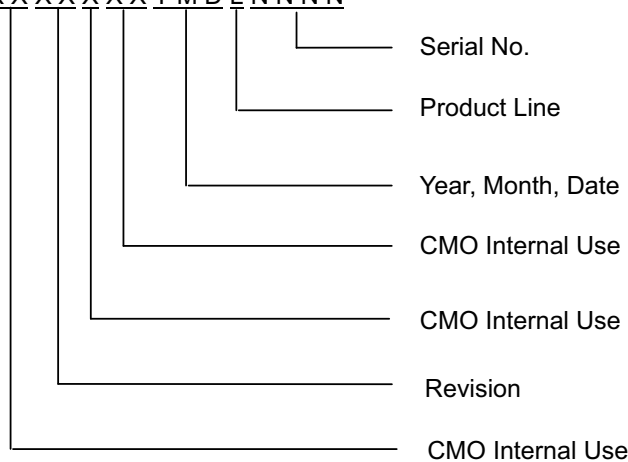 X X X X X X X Y M D L N N N N
Serial No.
Product Line
Year, Month, Date
CMO Internal Use
CMO Internal Use
Revision
CMO Internal Use